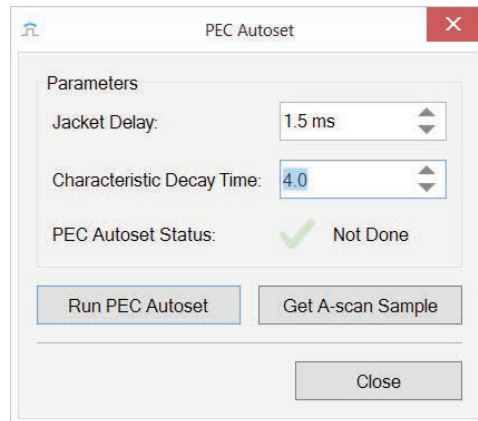 PEC Autoset
Parameters
Jacket Delay: 1.5 ms
Characteristic Decay Time: 4.0
PEC Autoset Status: Not Done
Run PEC Autoset Get A-scan Sample
Close